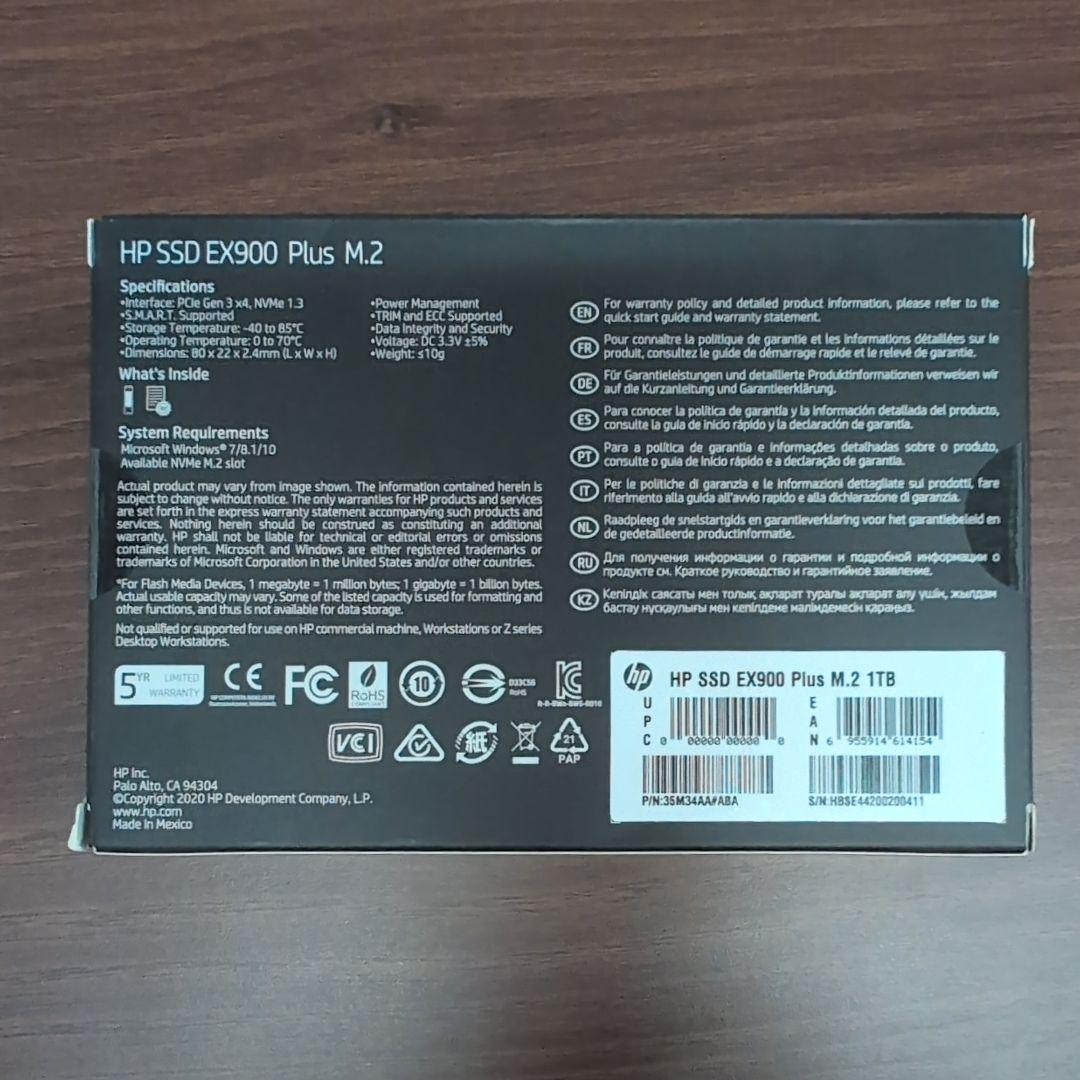 HP SSD EX900 Plus M.2
Specifications
•Interface: PCIe Gen 3 x4, NVMe 1.3
•S.M.A.R.T. Supported
•Storage Temperature: -40 to 85°C
•Operating Temperature: 0 to 70°C
•Dimensions: 80 x 22 x 2.4mm (L x W x H)
•Power Management
•TRIM and ECC Supported
•Data Integrity and Security
•Voltage: DC 3.3V ±5%
•Weight: ≤10g
What's Inside
System Requirements
Microsoft Windows® 7/8.1/10
Available NVMe M.2 slot
Actual product may vary from image shown. The information contained herein is
subject to change without notice. The only warranties for HP products and services
are set forth in the express warranty statement accompanying such products and
services. Nothing herein should be construed as constituting an additional
warranty. HP shall not be liable for technical or editorial errors or omissions
contained herein. Microsoft and Windows are either registered trademarks or
trademarks of Microsoft Corporation in the United States and/or other countries.
*For Flash Media Devices, 1 megabyte = 1 million bytes; 1 gigabyte = 1 billion bytes.
Actual usable capacity may vary. Some of the listed capacity is used for formatting and
other functions, and thus is not available for data storage.
Not qualified or supported for use on HP commercial machine, Workstations or Z series
Desktop Workstations.
EN For warranty policy and detailed product information, please refer to the
quick start guide and warranty statement.
FR Pour connaître la politique de garantie et les informations détaillées sur le
produit, consultez le guide de démarrage rapide et le relevé de garantie.
DE Für Garantieleistungen und detaillierte Produktinformationen verweisen wir
auf die Kurzanleitung und Garantieerklärung.
ES Para conocer la política de garantía y la información detallada del producto,
consulte la guía de inicio rápido y la declaración de garantía.
PT Para a política de garantia e informações detalhadas sobre o produto,
consulte o guia de início rápido e a declaração de garantia.
IT Per le politiche di garanzia e le informazioni dettagliate sui prodotti, fare
riferimento alla guida all'avvio rapido e alla dichiarazione di garanzia.
NL Raadpleeg de snelstartgids en garantieverklaring voor het garantiebeleid en
de gedetailleerde productinformatie.
RU Для получения информации о гарантии и подробной информации о
продукте см. Краткое руководство и гарантийное заявление.
KZ Кепілдік саясаты мен толық ақпарат туралы ақпарат алу үшін, жылдам
бастау нұсқаулығы мен кепілдеме мәлімдемесін қараңыз.
5YR LIMITED
WARRANTY
CE
FC
RoHS
COMPLIANT
10
D33C56
RoHS
VCI
紙
21
PAP
HP Inc.
Palo Alto, CA 94304
©Copyright 2020 HP Development Company, L.P.
www.hp.com
Made in Mexico
hp HP SSD EX900 Plus M.2 1TB
UPC 0 00000 00000 0
EAN 6 955914 614154
P/N:35M34AA#ABA
S/N:HBSE44200200411